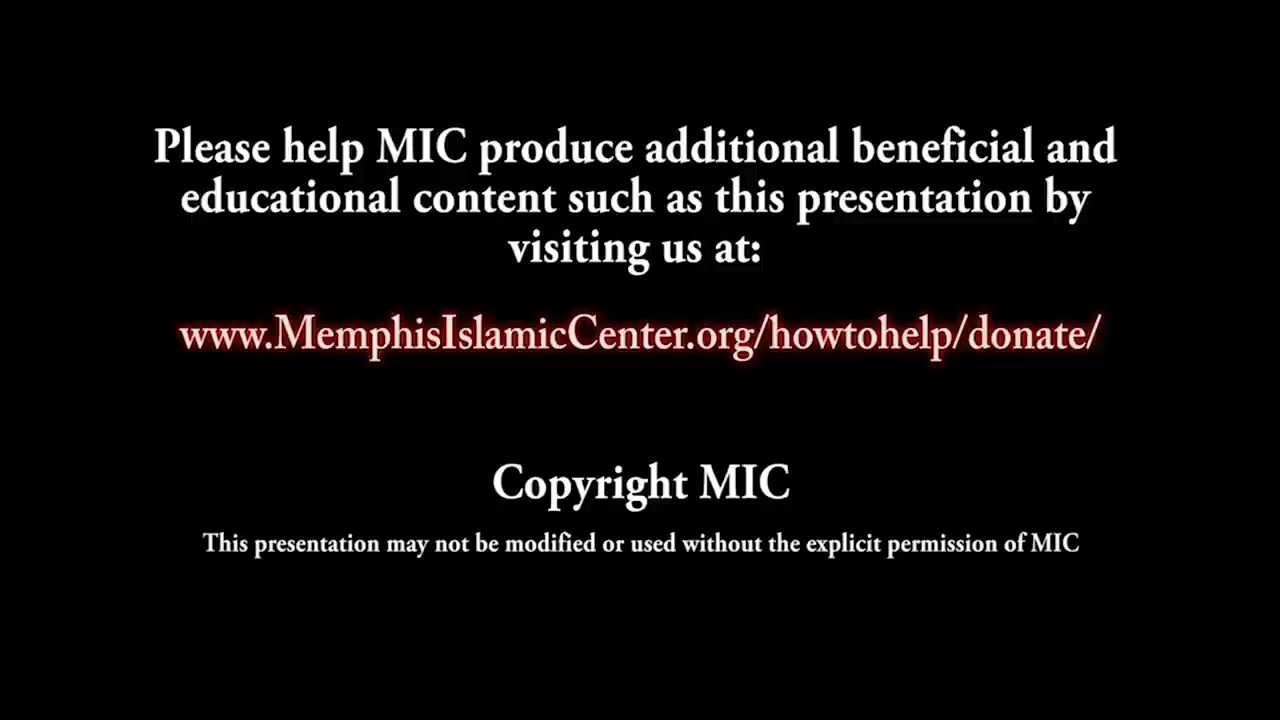 Please help MIC produce additional beneficial and
educational content such as this presentation by
visiting us at:
www.MemphisIslamicCenter.org/howtohelp/donate/
Copyright MIC
This presentation may not be modified or used without the explicit permission of MIC